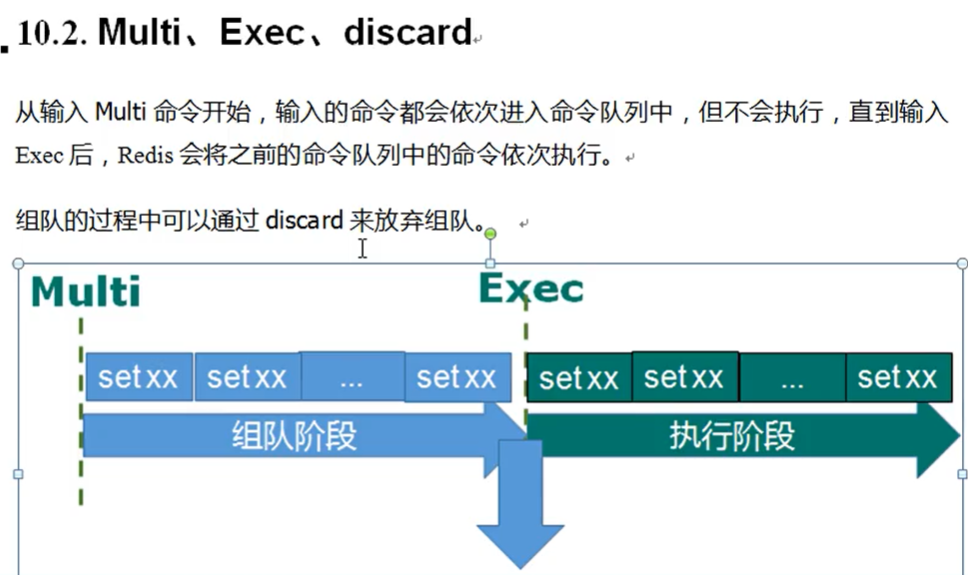 10.2. Multi、Exec、discard
从输入 Multi 命令开始，输入的命令都会依次进入命令队列中，但不会执行，直到输入
Exec 后，Redis 会将之前的命令队列中的命令依次执行。
组队的过程中可以通过 discard 来放弃组队。
Multi Exec
set xx set xx ... set xx set xx set xx ... set xx
组队阶段 执行阶段